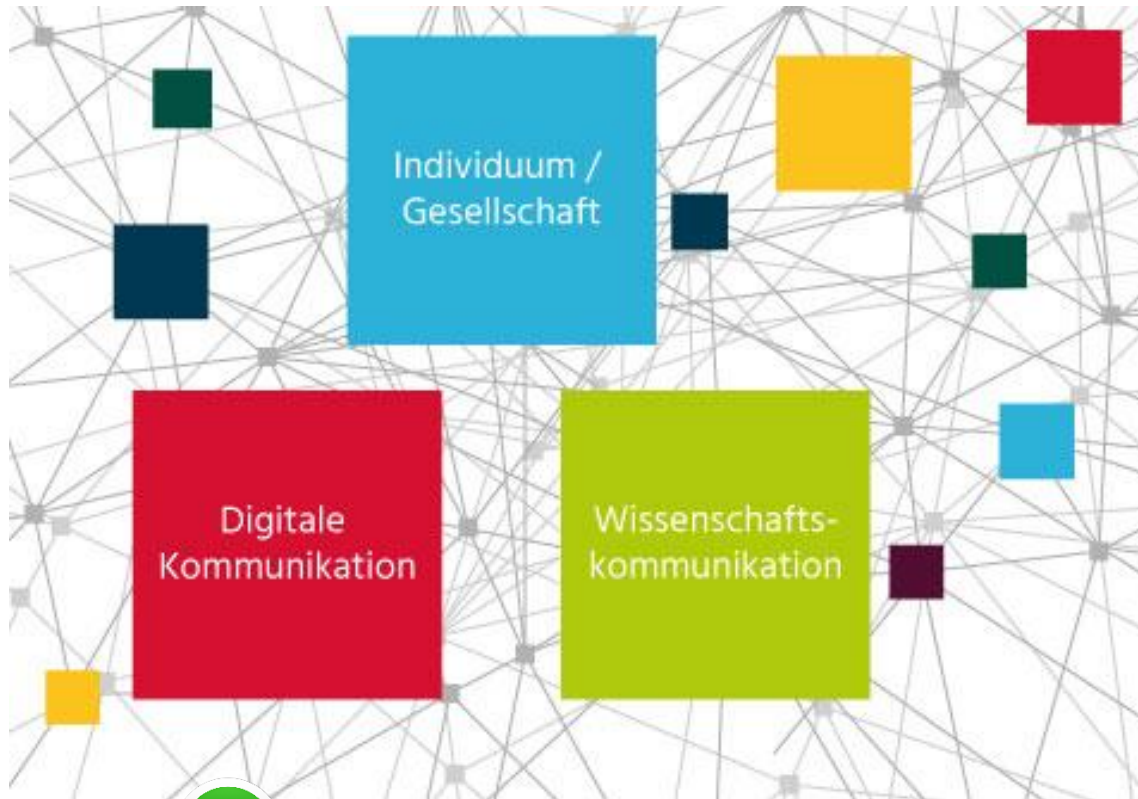 Individuum /
Gesellschaft
Digitale
Kommunikation
Wissenschafts-
kommunikation